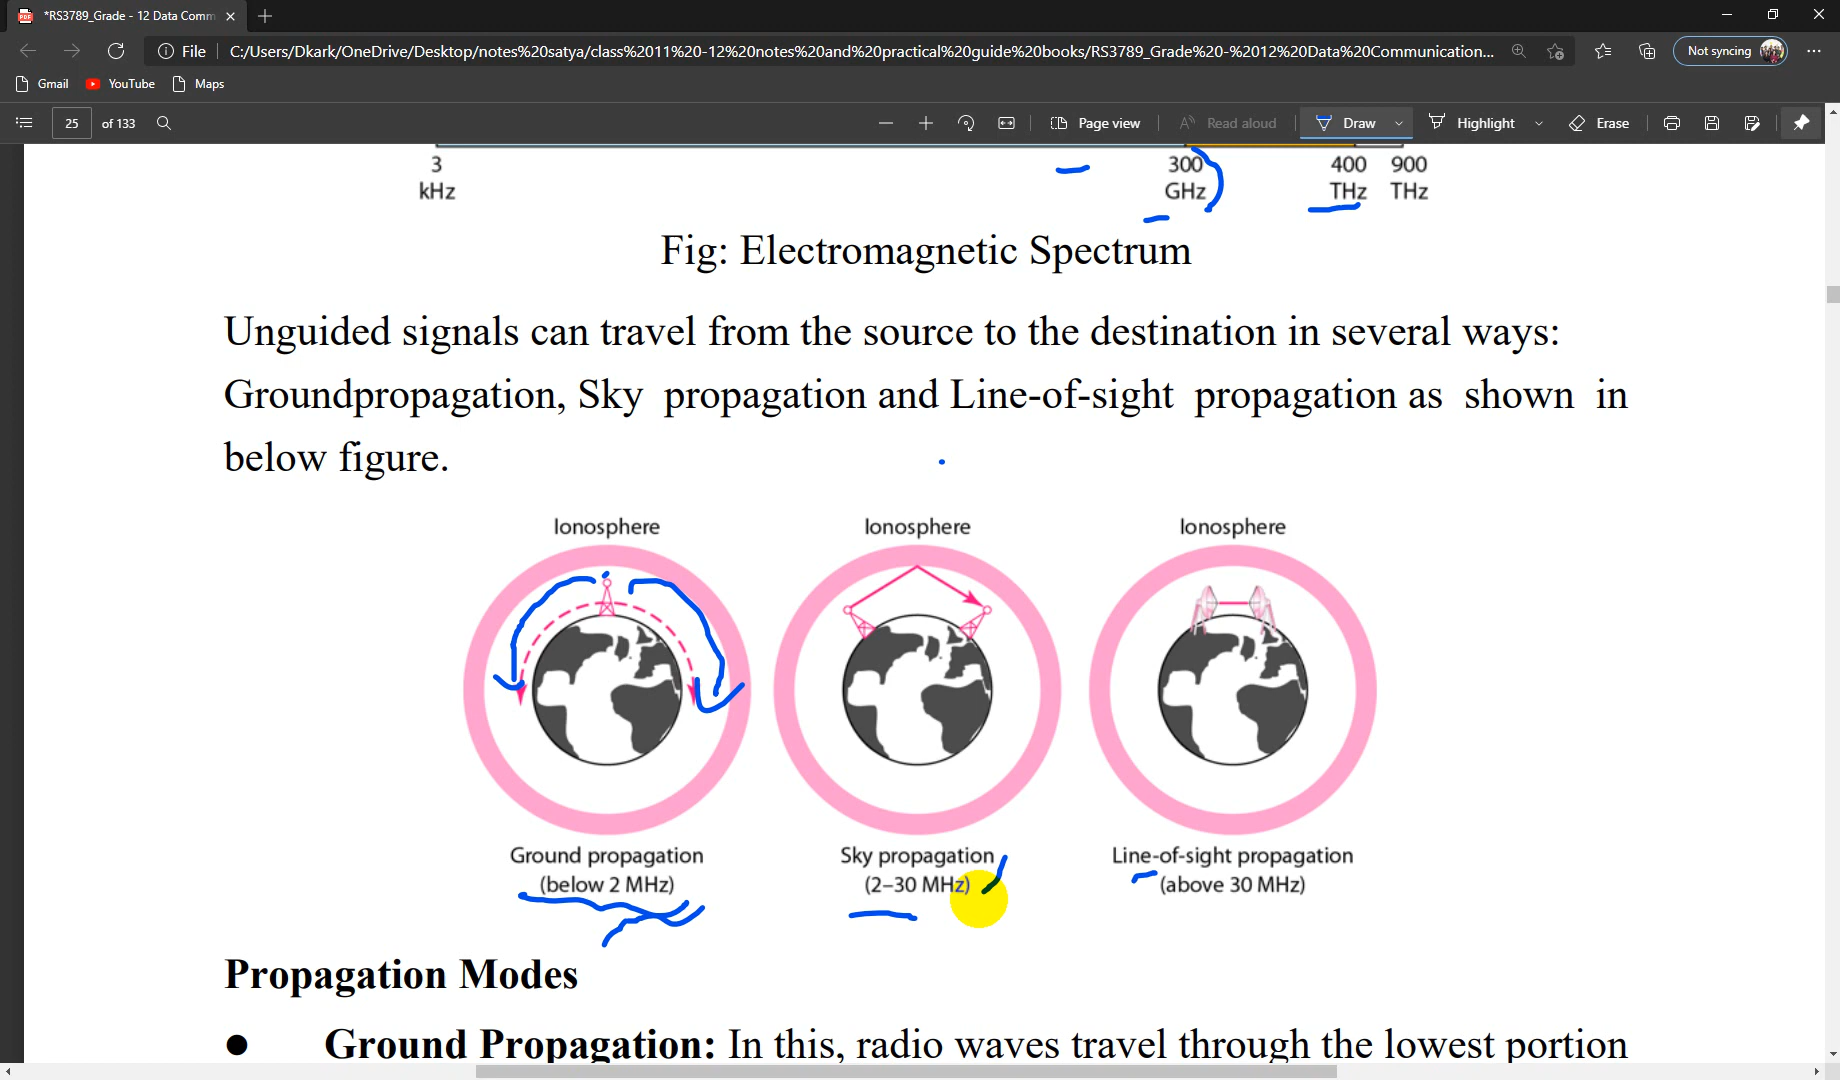 *RS3789_Grade - 12 Data Comm
File C:/Users/Dkark/OneDrive/Desktop/notes%20satya/class%2011%20-12%20notes%20and%20practical%20guide%20books/RS3789_Grade%20-%2012%20Data%20Communication... Not syncing
Gmail YouTube Maps
25 of 133 Page view Read aloud Draw Highlight Erase
3 300 400 900
kHz GHz THz THz
Fig: Electromagnetic Spectrum
Unguided signals can travel from the source to the destination in several ways:
Groundpropagation, Sky propagation and Line-of-sight propagation as shown in
below figure.
Ionosphere Ionosphere Ionosphere
Ground propagation Sky propagation Line-of-sight propagation
(below 2 MHz) (2–30 MHz) (above 30 MHz)
Propagation Modes
● Ground Propagation: In this, radio waves travel through the lowest portion